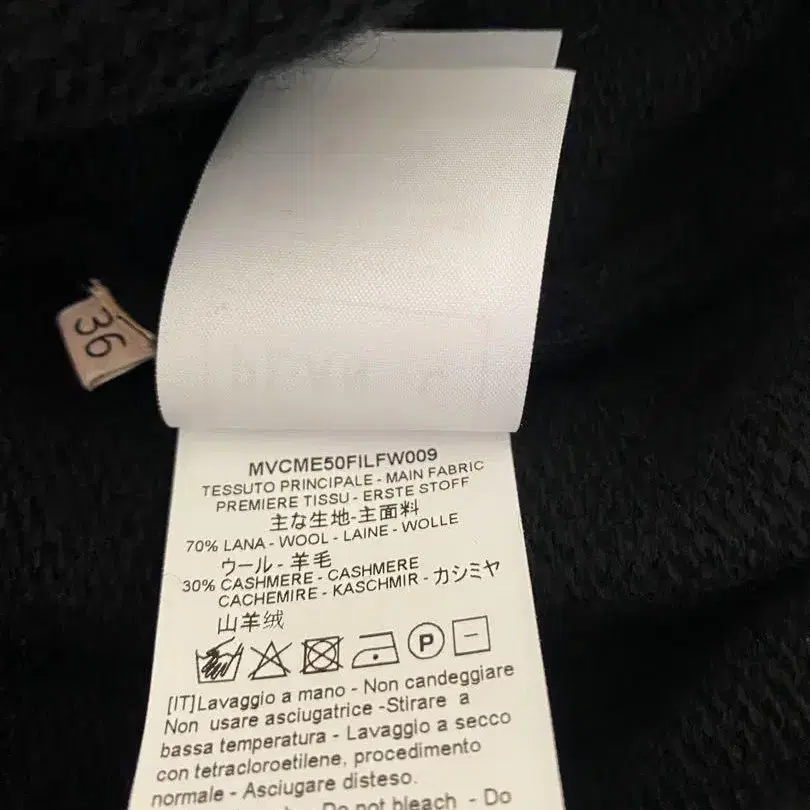 36
MVCME50FILFW009
TESSUTO PRINCIPALE - MAIN FABRIC
PREMIERE TISSU - ERSTE STOFF
主な生地-主面料
70% LANA - WOOL - LAINE - WOLLE
ウール - 羊毛
30% CASHMERE - CASHMERE
CACHEMIRE - KASCHMIR - カシミヤ
山羊绒
P
[IT]Lavaggio a mano - Non candeggiare
Non usare asciugatrice -Stirare a
bassa temperatura - Lavaggio a secco
con tetracloroetilene, procedimento
normale - Asciugare disteso.
Do not bleach - Do